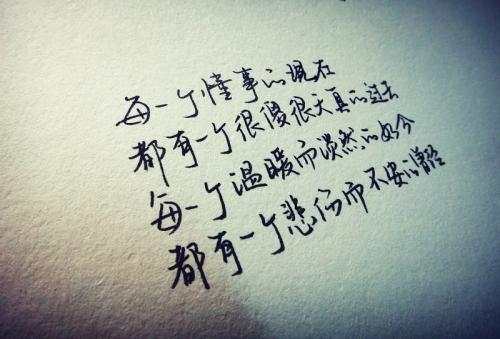 每一个懂事的现在
都有一个很傻很天真的过去
每一个温暖而淡然的如今
都有一个悲伤而不安的曾经